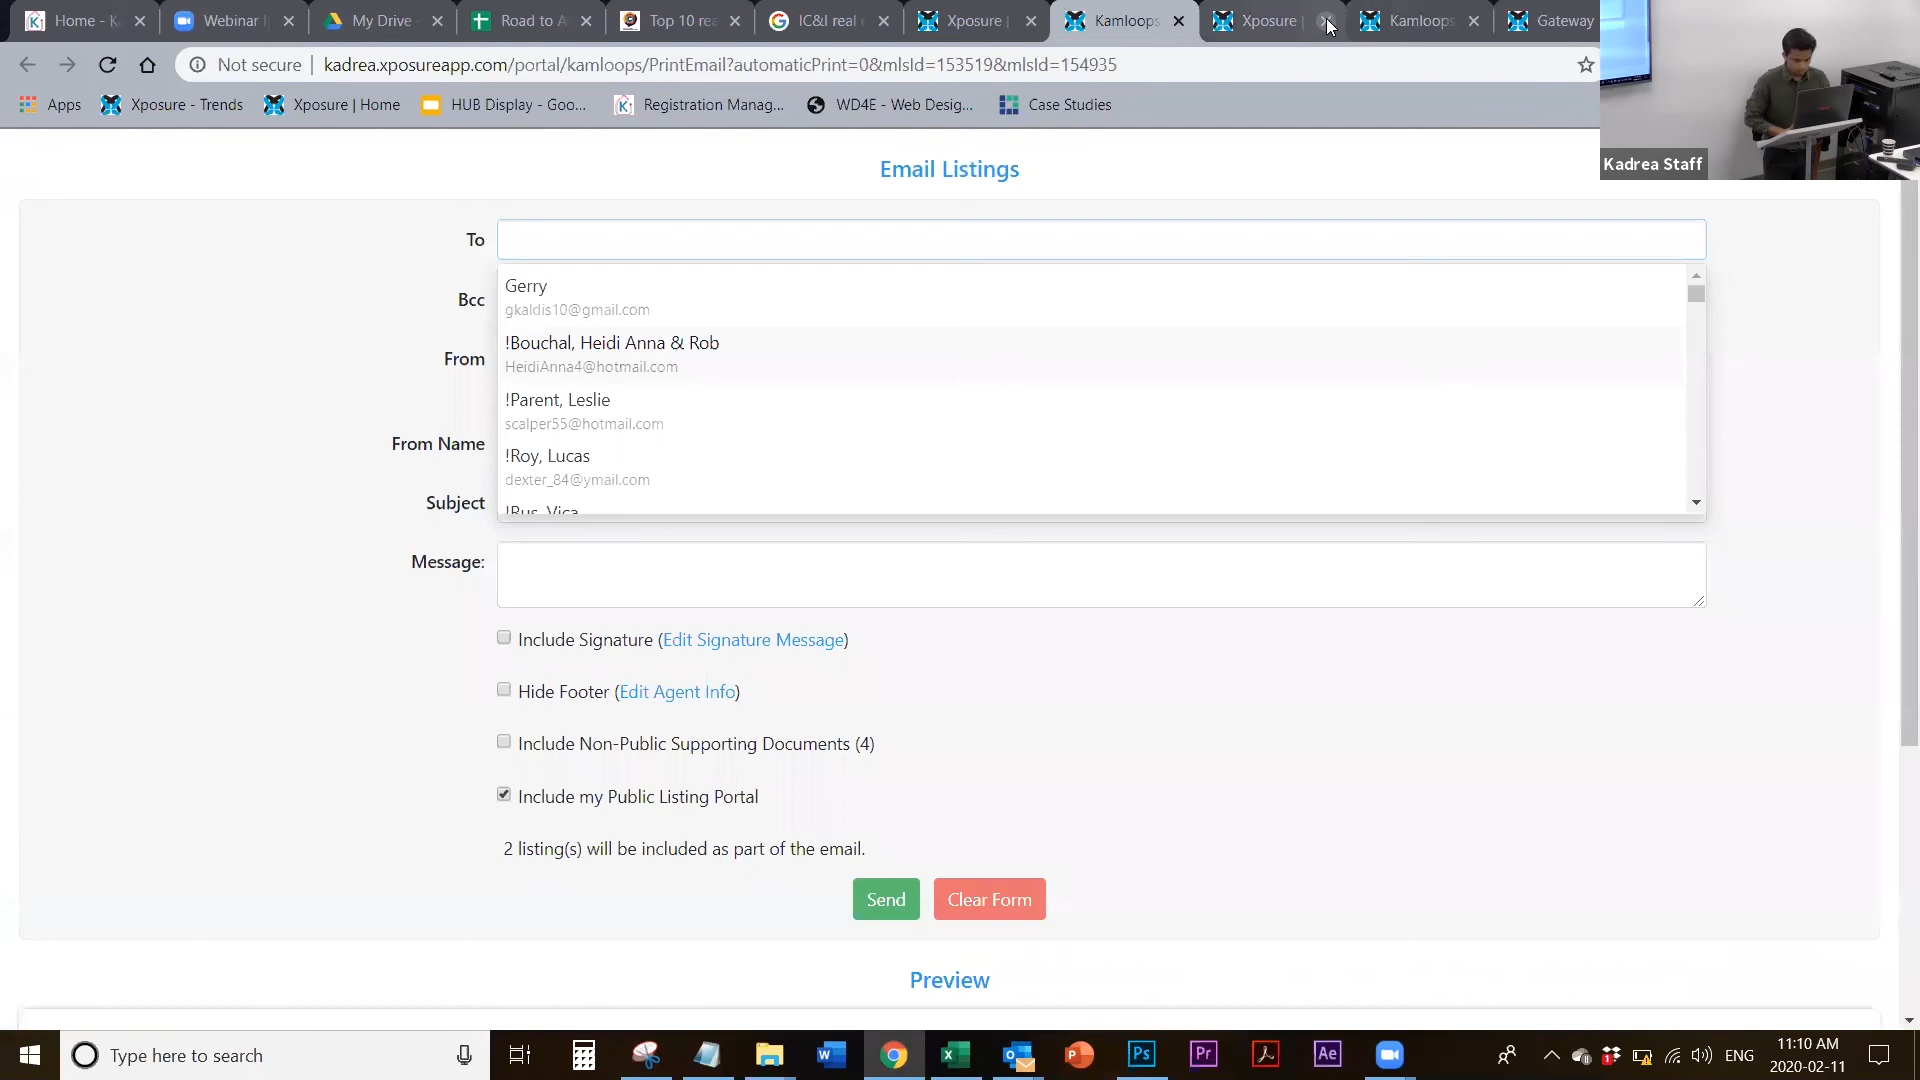 Home - K
Webinar I
My Drive -
Road to A
Top 10 rea
IC&I real e
Xposure |
Kamloops
Xposure |
Kamloops
Gateway
Not secure | kadrea.xposureapp.com/portal/kamloops/PrintEmail?automaticPrint=0&mlsId=153519&mlsId=154935
Apps
Xposure - Trends
Xposure | Home
HUB Display - Goo...
Registration Manag...
WD4E - Web Desig...
Case Studies
Kadrea Staff
Email Listings
To
Gerry
gkaldis10@gmail.com
Bcc
!Bouchal, Heidi Anna & Rob
HeidiAnna4@hotmail.com
From
!Parent, Leslie
scalper55@hotmail.com
From Name
!Roy, Lucas
dexter_84@ymail.com
Subject
!Rus, Vica
Message:
Include Signature (Edit Signature Message)
Hide Footer (Edit Agent Info)
Include Non-Public Supporting Documents (4)
Include my Public Listing Portal
2 listing(s) will be included as part of the email.
Send
Clear Form
Preview
Type here to search
ENG
11:10 AM
2020-02-11